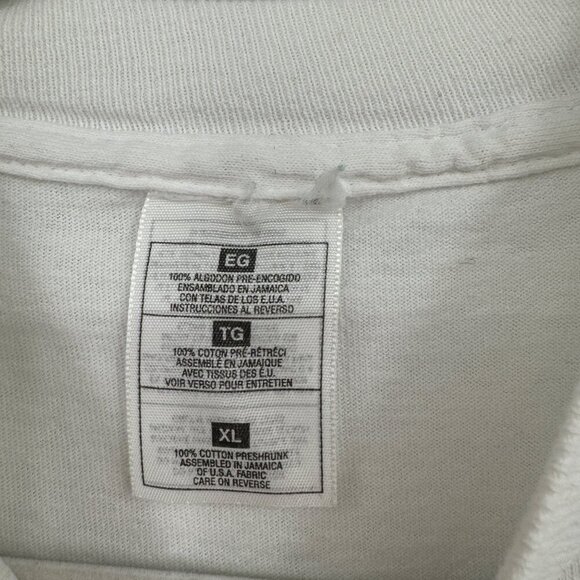 EG
100% ALGODON PRE-ENCOGIDO
ENSAMBLADO EN JAMAICA
CON TELAS DE LOS E.U.A.
INSTRUCCIONES AL REVERSO
TG
100% COTON PRÉ-RÉTRÉCI
ASSEMBLÉ EN JAMAÏQUE
AVEC TISSUS DES É.U.
VOIR VERSO POUR ENTRETIEN
XL
100% COTTON PRESHRUNK
ASSEMBLED IN JAMAICA
OF U.S.A. FABRIC
CARE ON REVERSE